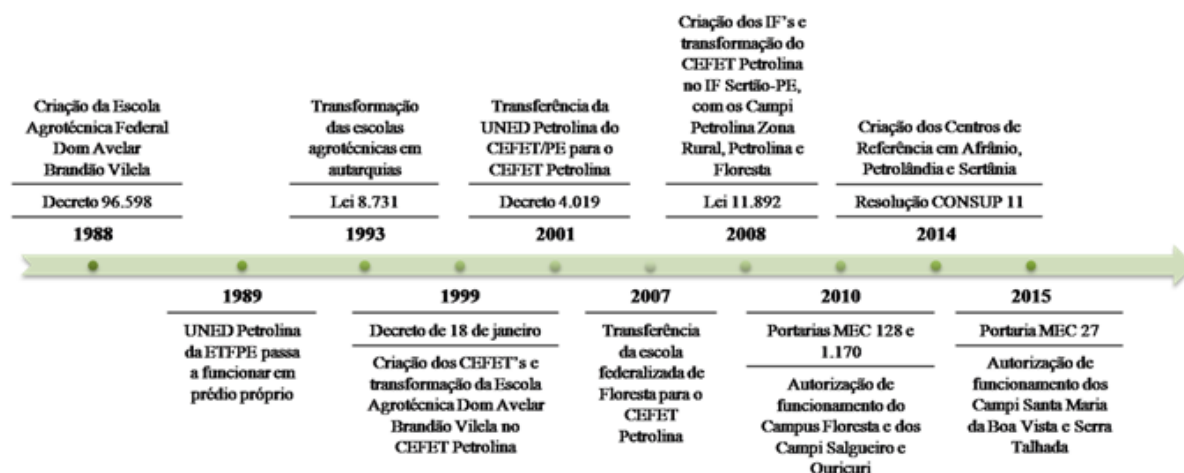 Criação da Escola
Agrotécnica Federal
Dom Avelar
Brandão Vilela
Decreto 96.598
1988
Transformação
das escolas
agrotécnicas em
autarquias
Lei 8.731
1993
Transferência da
UNED Petrolina do
CEFET/PE para o
CEFET Petrolina
Decreto 4.019
2001
Criação dos IF's e
transformação do
CEFET Petrolina
no IF Sertão-PE,
com os Campi
Petrolina Zona
Rural, Petrolina e
Floresta
Lei 11.892
2008
Criação dos Centros de
Referência em Afrânio,
Petrolândia e Sertânia
Resolução CONSUP 11
2014
1989
UNED Petrolina
da ETFPE passa
a funcionar em
prédio próprio
1999
Decreto de 18 de janeiro
Criação dos CEFET's e
transformação da Escola
Agrotécnica Dom Avelar
Brandão Vilela no
CEFET Petrolina
2007
Transferência
da escola
federalizada de
Floresta para o
CEFET
Petrolina
2010
Portarias MEC 128 e
1.170
Autorização de
funcionamento do
Campus Floresta e dos
Campi Salgueiro e
Ouricuri
2015
Portaria MEC 27
Autorização de
funcionamento dos
Campi Santa Maria
da Boa Vista e Serra
Talhada